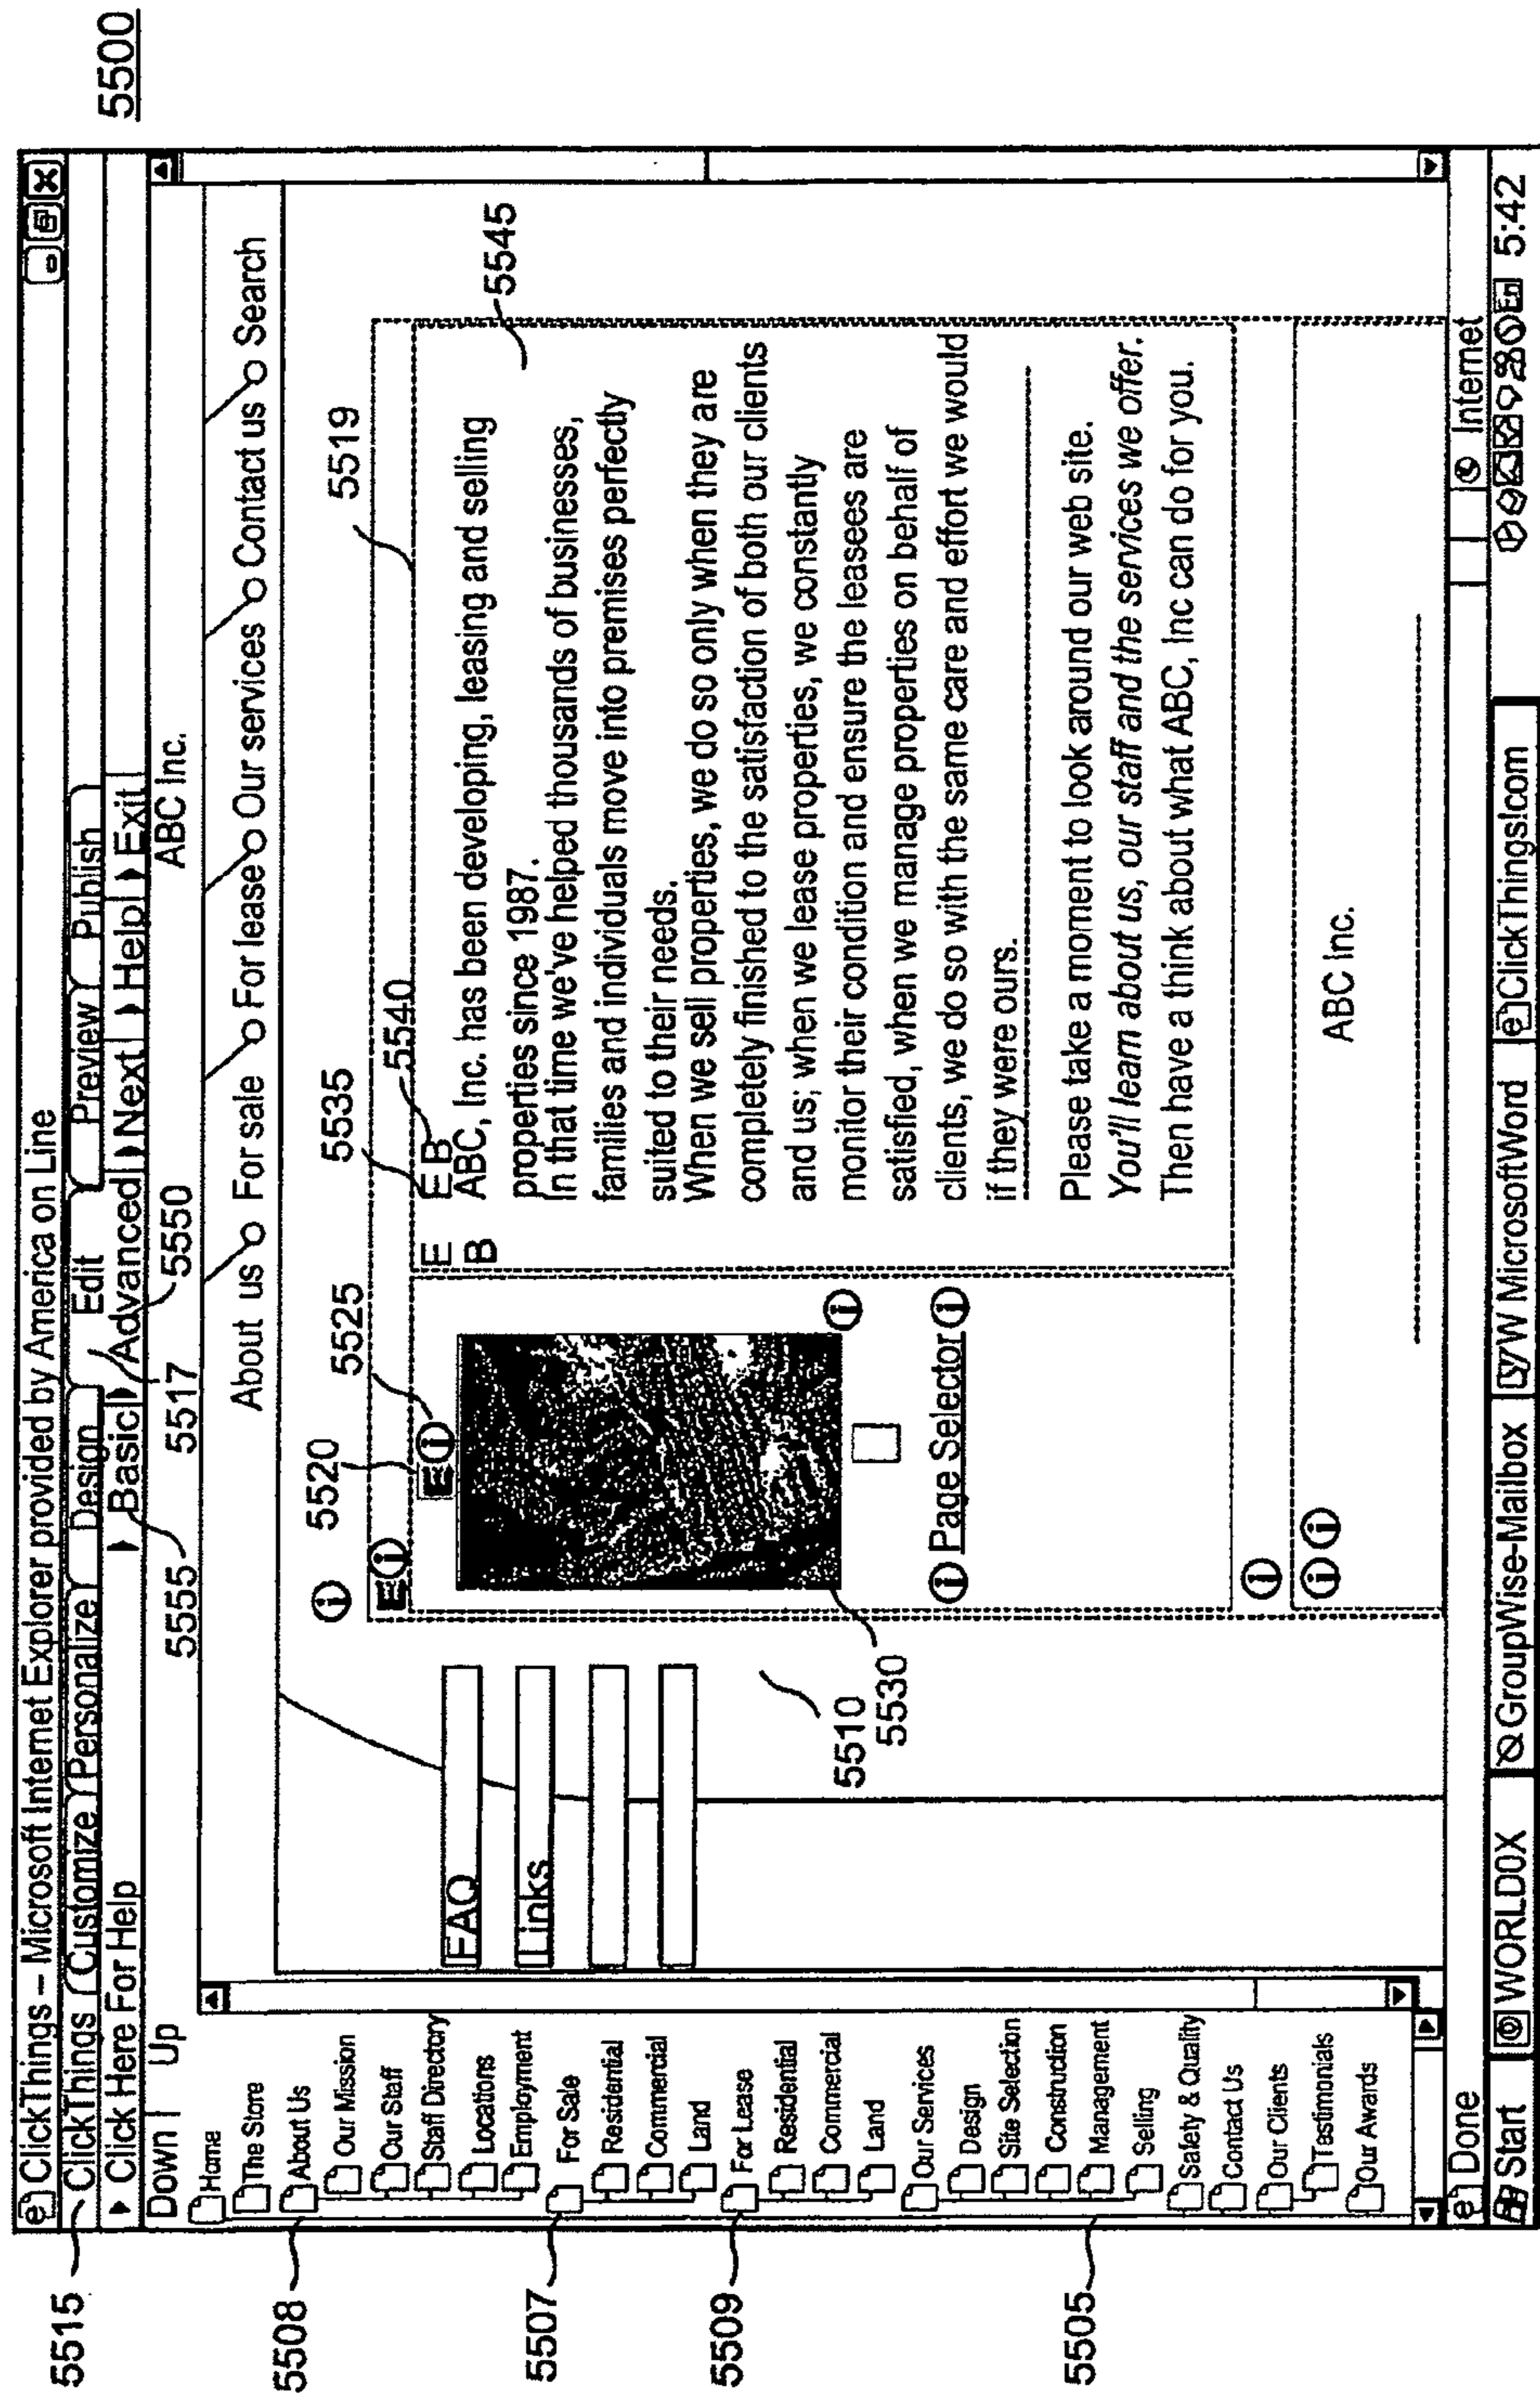 5500
ClickThings – Microsoft Internet Explorer provided by America on Line
5515
ClickThings Customize Personalize Design Edit Preview Publish
Click Here For Help Basic Advanced Next Help Exit
5555 5517 5550
Down Up
ABC Inc.
About us For sale For lease Our services Contact us Search
Home
The Store
About Us
5508
Our Mission
Our Staff
Staff Directory
Locations
Employment
For Sale
5507
Residential
Commercial
Land
For Lease
5509
Residential
Commercial
Land
Our Services
Design
Site Selection
Construction
5505
Management
Selling
Safety & Quality
Contact Us
Our Clients
Testimonials
Our Awards
FAQ
Links
5510
5530
5520 5525 5535 5540 5519
i
E i
E i
i
i Page Selector i
i
i i
E E B
B
5545
ABC, Inc. has been developing, leasing and selling
properties since 1987.
In that time we've helped thousands of businesses,
families and individuals move into premises perfectly
suited to their needs.
When we sell properties, we do so only when they are
completely finished to the satisfaction of both our clients
and us; when we lease properties, we constantly
monitor their condition and ensure the leasees are
satisfied, when we manage properties on behalf of
clients, we do so with the same care and effort we would
if they were ours.
Please take a moment to look around our web site.
You'll learn about us, our staff and the services we offer.
Then have a think about what ABC, Inc can do for you.
ABC Inc.
Done Internet
Start WORLDOX GroupWise-Mailbox W MicrosoftWord ClickThings!com 5:42